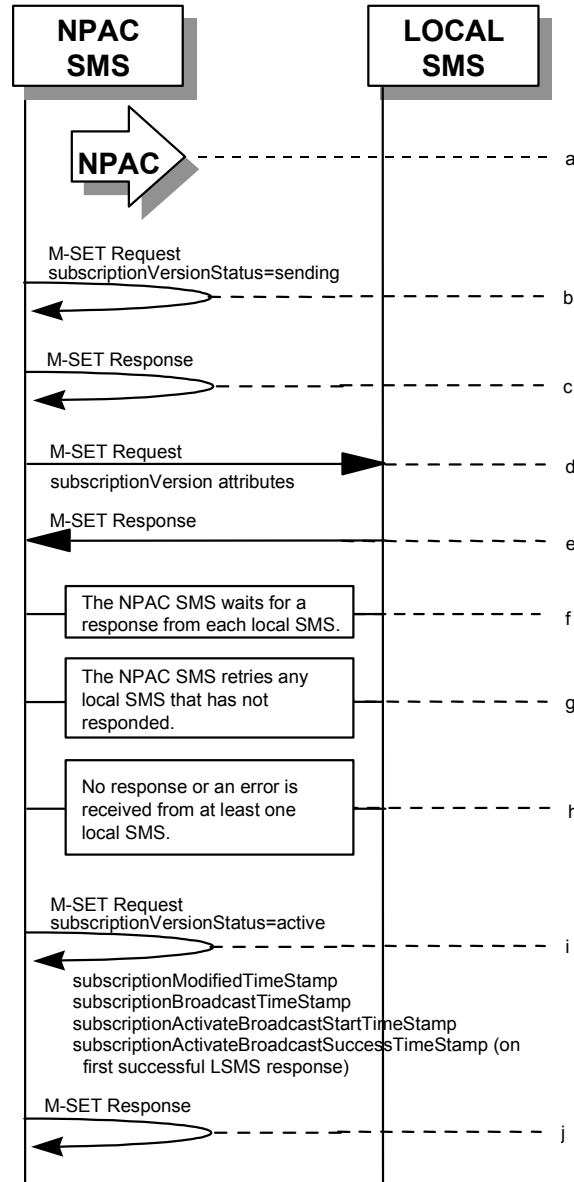 NPAC
SMS
LOCAL
SMS
NPAC
a
M-SET Request
subscriptionVersionStatus=sending
b
M-SET Response
c
M-SET Request
subscriptionVersion attributes
d
M-SET Response
e
The NPAC SMS waits for a
response from each local SMS.
f
The NPAC SMS retries any
local SMS that has not
responded.
g
No response or an error is
received from at least one
local SMS.
h
M-SET Request
subscriptionVersionStatus=active
i
subscriptionModifiedTimeStamp
subscriptionBroadcastTimeStamp
subscriptionActivateBroadcastStartTimeStamp
subscriptionActivateBroadcastSuccessTimeStamp (on
first successful LSMS response)
M-SET Response
j